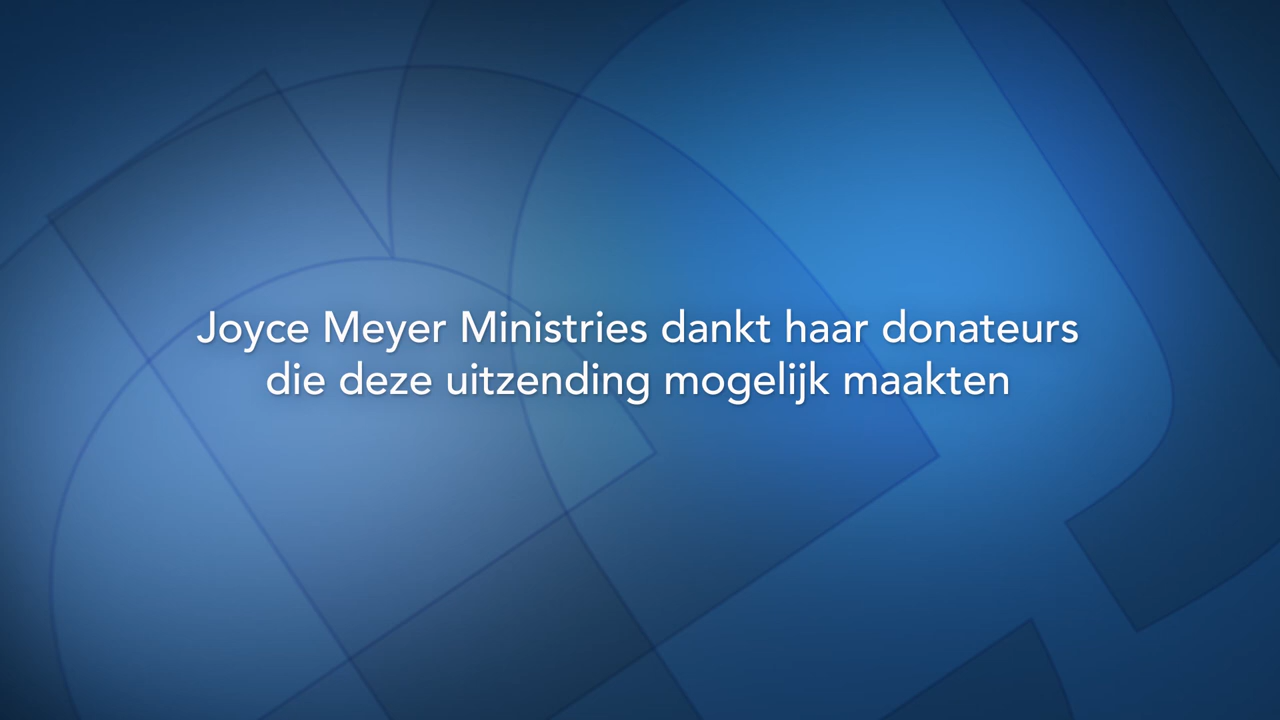 Joyce Meyer Ministries dankt haar donateurs
die deze uitzending mogelijk maakten